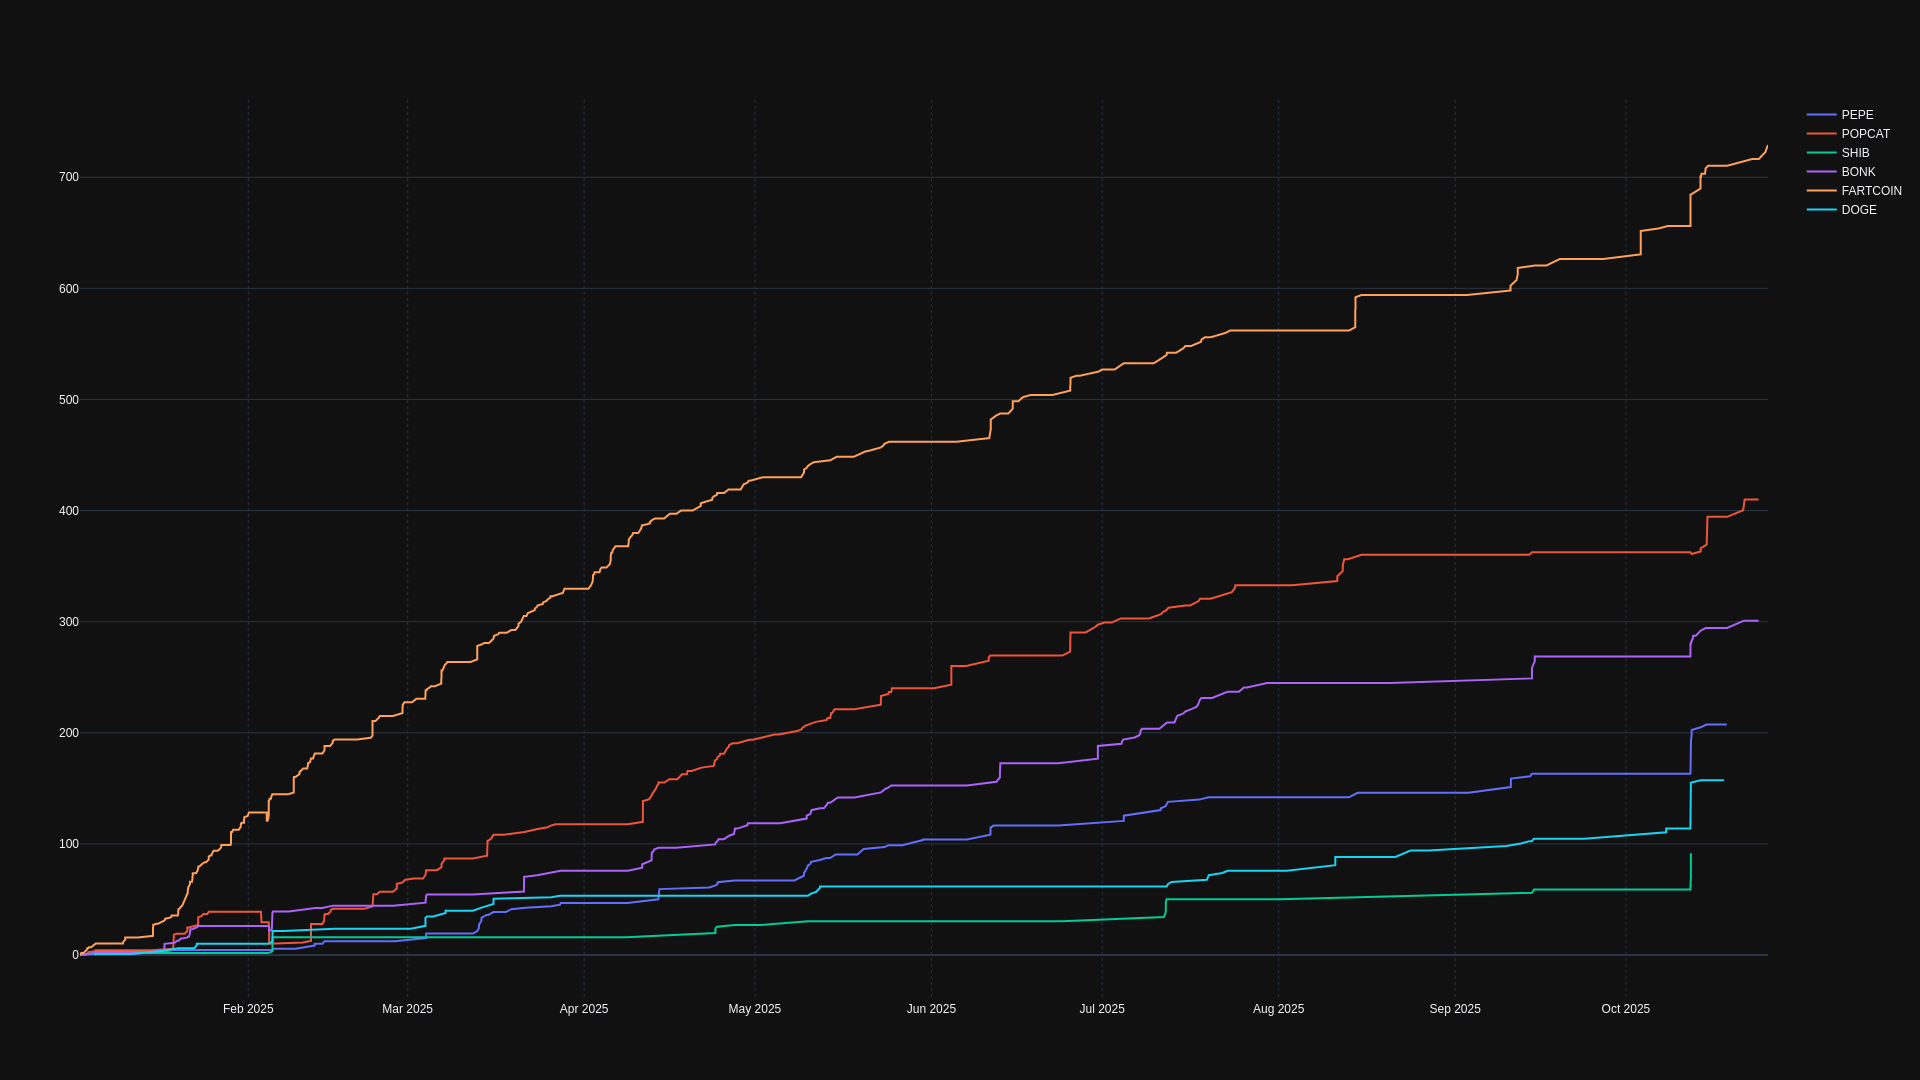 PEPE
POPCAT
SHIB
BONK
FARTCOIN
DOGE
700
600
500
400
300
200
100
0
Feb 2025
Mar 2025
Apr 2025
May 2025
Jun 2025
Jul 2025
Aug 2025
Sep 2025
Oct 2025